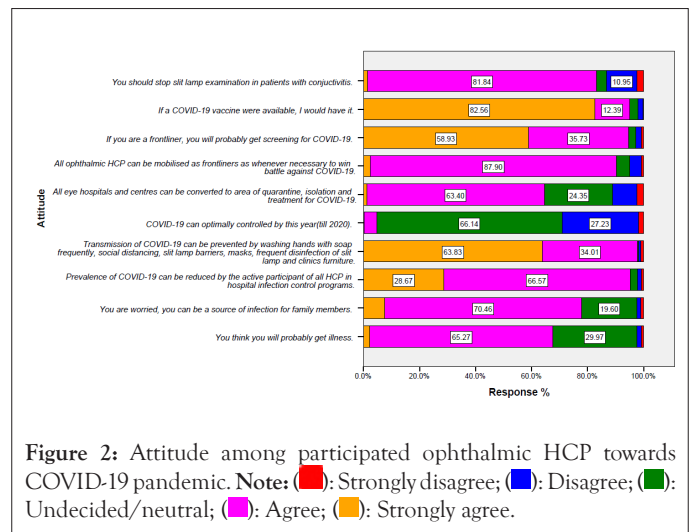 You should stop slit lamp examination in patients with conjuctivitis.
81.84
10.95
If a COVID-19 vaccine were available, I would have it.
82.56
12.39
If you are a frontliner, you will probably get screening for COVID-19.
58.93
35.73
All ophthalmic HCP can be mobilised as frontliners as whenever necessary to win
battle against COVID-19.
87.90
All eye hospitals and centres can be converted to area of quarantine, isolation and
treatment for COVID-19.
63.40
24.35
COVID-19 can optimally controlled by this year(till 2020).
66.14
27.23
Transmission of COVID-19 can be prevented by washing hands with soap
frequently, social distancing, slit lamp barriers, masks, frequent disinfection of slit
lamp and clinics furniture.
63.83
34.01
Prevalence of COVID-19 can be reduced by the active participant of all HCP in
hospital infection control programs.
28.67
66.57
You are worried, you can be a source of infection for family members.
70.46
19.60
You think you will probably get illness.
65.27
29.97
Attitude
0.0% 20.0% 40.0% 60.0% 80.0% 100.0%
Response %
Figure 2: Attitude among participated ophthalmic HCP towards
COVID-19 pandemic. Note: ( ): Strongly disagree; ( ): Disagree; ( ):
Undecided/neutral; ( ): Agree; ( ): Strongly agree.